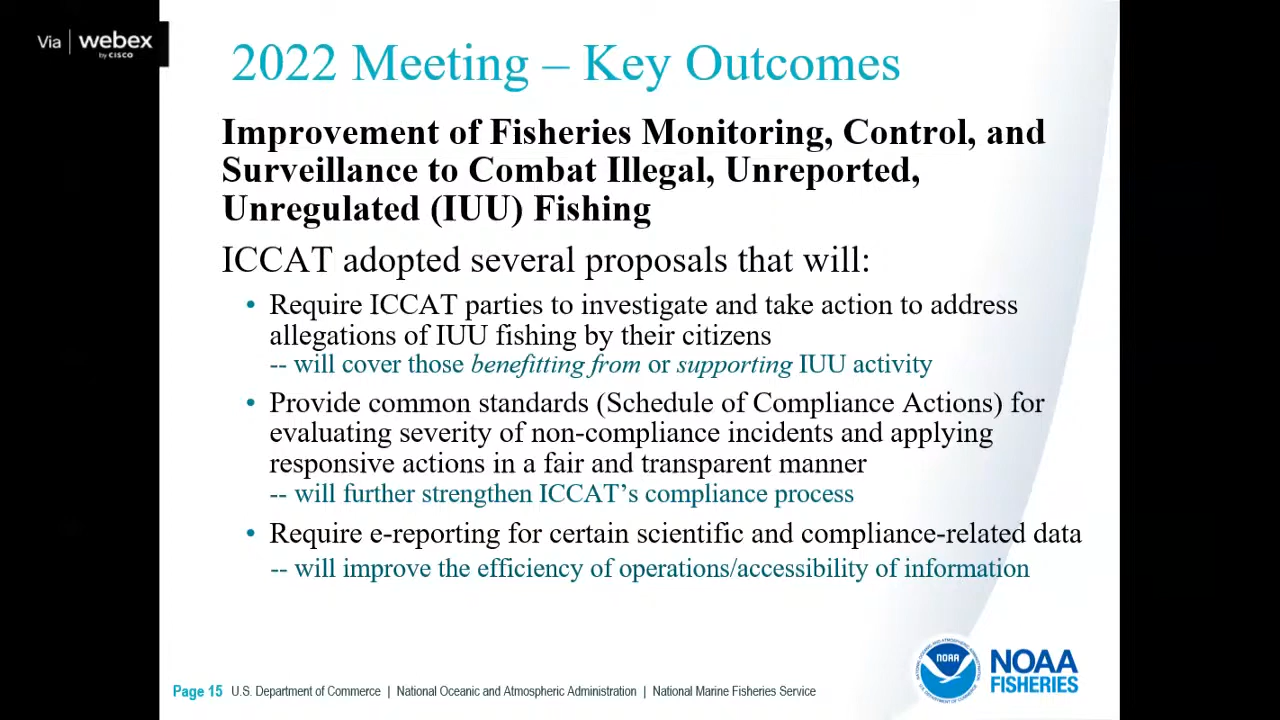 Via | webex
by CISCO
2022 Meeting – Key Outcomes
Improvement of Fisheries Monitoring, Control, and
Surveillance to Combat Illegal, Unreported,
Unregulated (IUU) Fishing
ICCAT adopted several proposals that will:
• Require ICCAT parties to investigate and take action to address
allegations of IUU fishing by their citizens
-- will cover those benefitting from or supporting IUU activity
• Provide common standards (Schedule of Compliance Actions) for
evaluating severity of non-compliance incidents and applying
responsive actions in a fair and transparent manner
-- will further strengthen ICCAT's compliance process
• Require e-reporting for certain scientific and compliance-related data
-- will improve the efficiency of operations/accessibility of information
NOAA
NOAA
FISHERIES
Page 15 U.S. Department of Commerce | National Oceanic and Atmospheric Administration | National Marine Fisheries Service